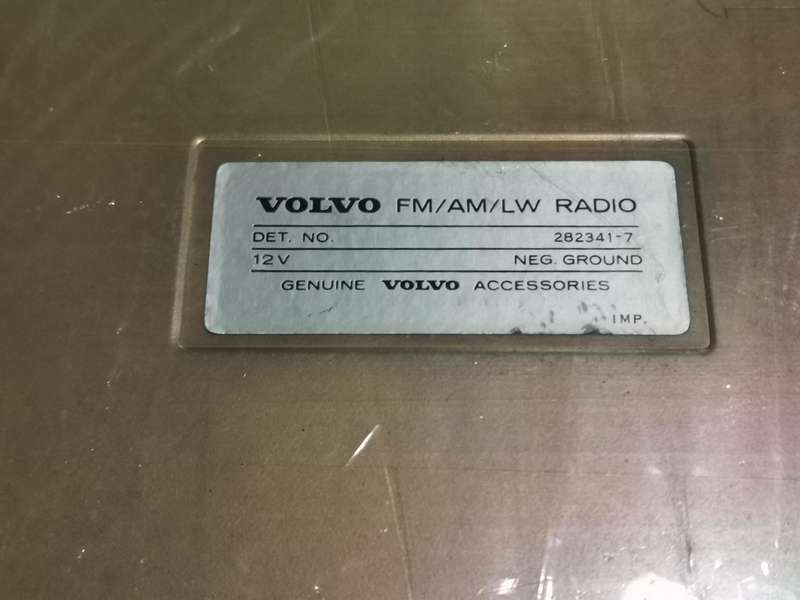 VOLVO FM/AM/LW RADIO
DET. NO. 282341-7
12V NEG. GROUND
GENUINE VOLVO ACCESSORIES
IMP.